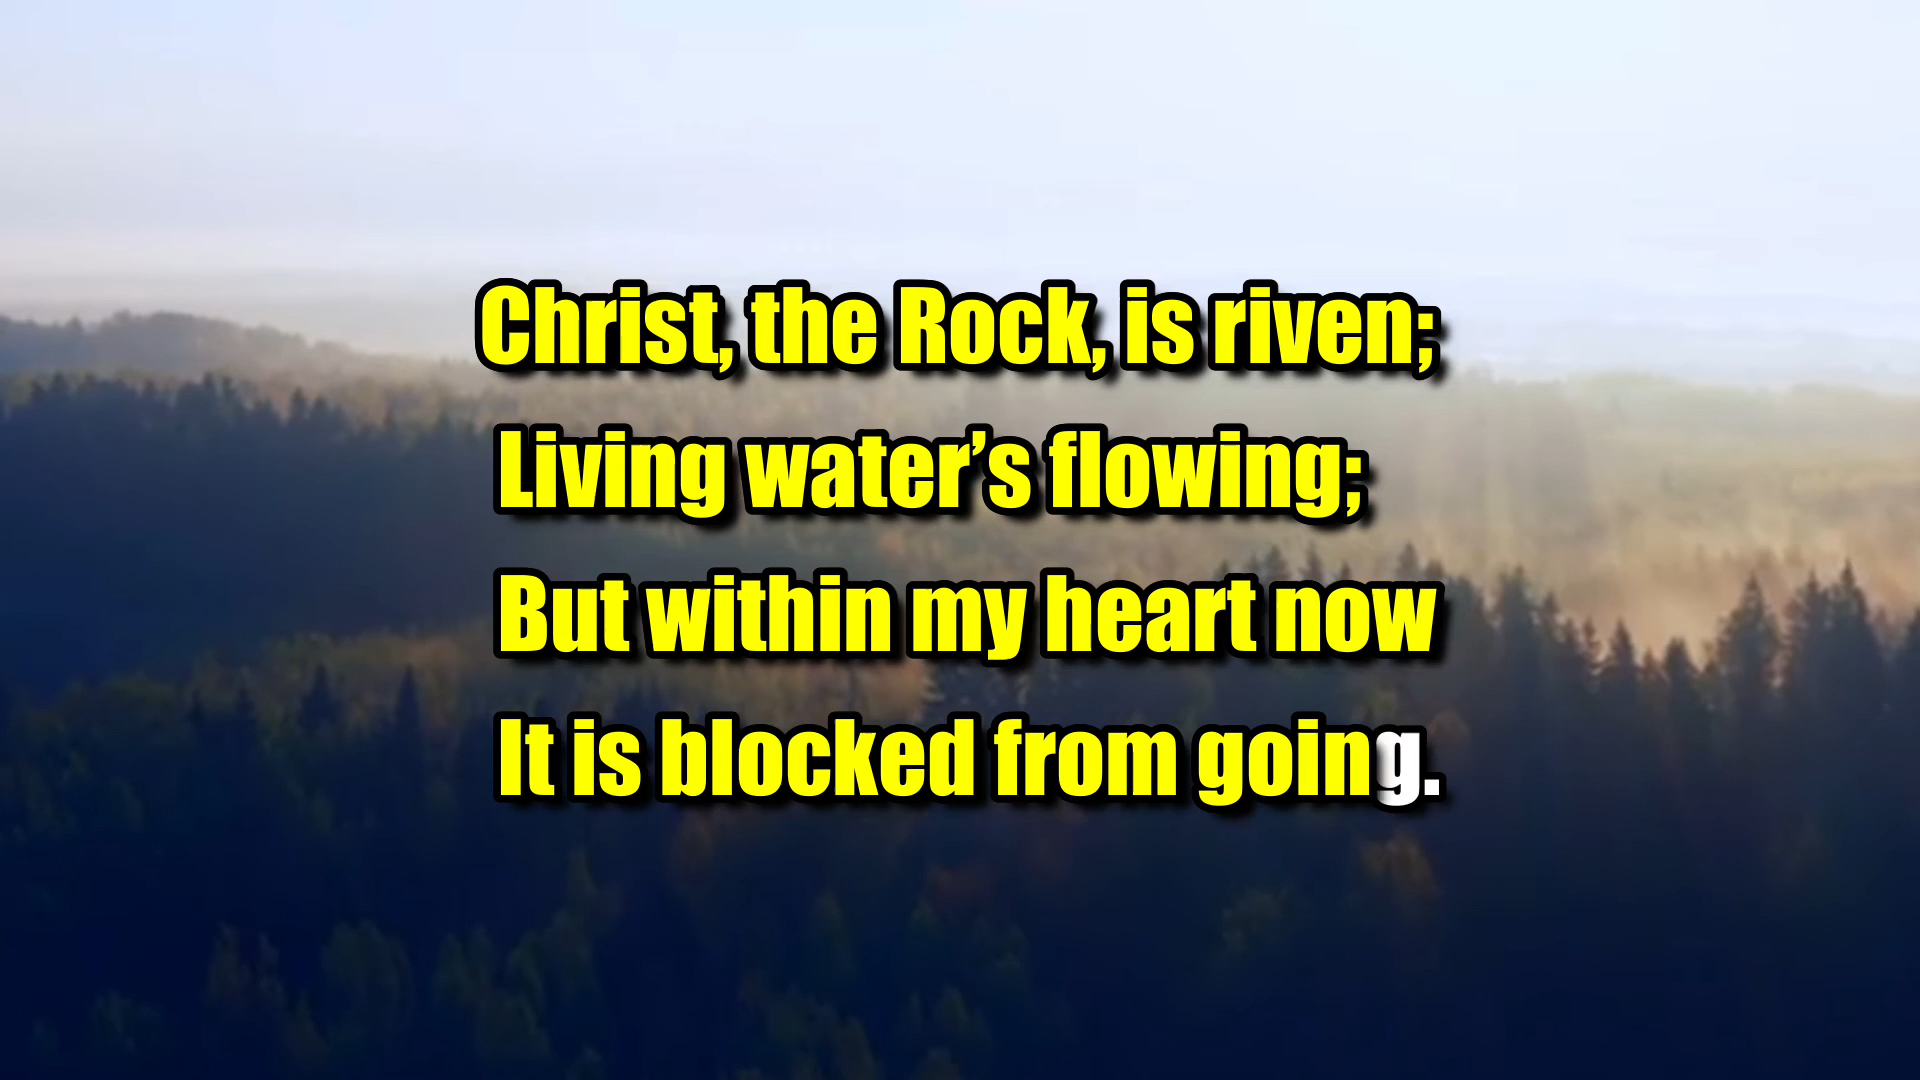 Christ, the Rock, is riven;
Living water’s flowing;
But within my heart now
It is blocked from going.